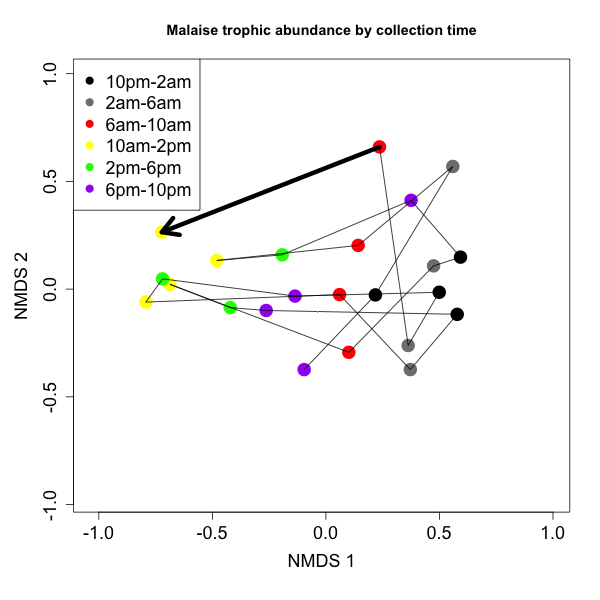 Malaise trophic abundance by collection time
10pm-2am
2am-6am
6am-10am
10am-2pm
2pm-6pm
6pm-10pm
1.0
0.5
0.0
-0.5
-1.0
NMDS 2
-1.0 -0.5 0.0 0.5 1.0
NMDS 1